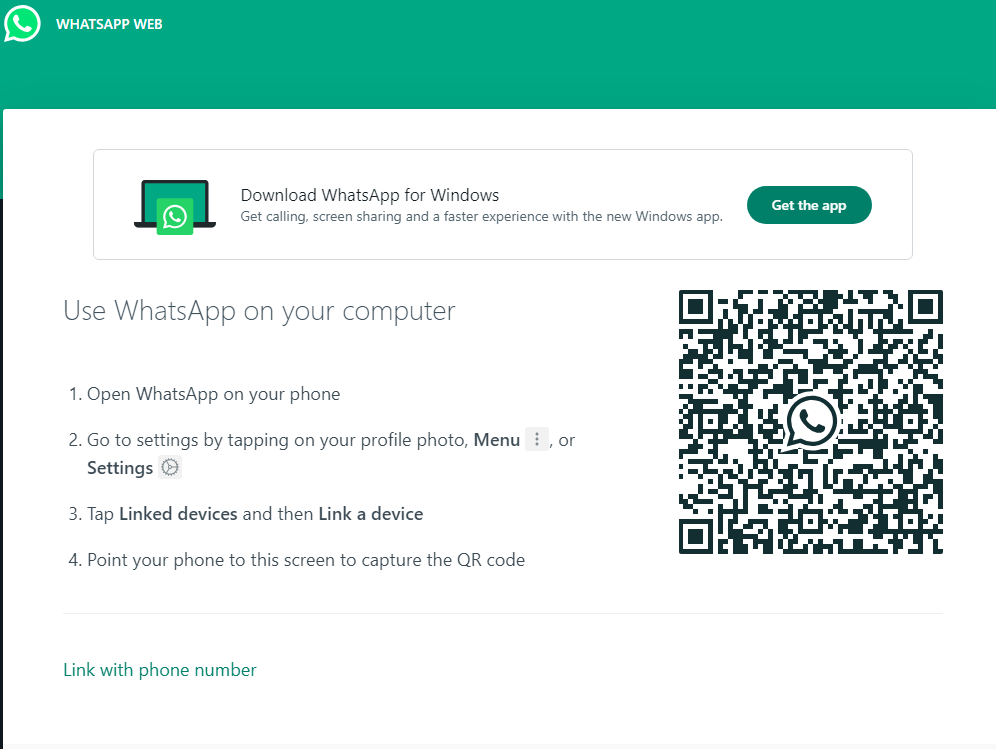 WHATSAPP WEB
Download WhatsApp for Windows
Get calling, screen sharing and a faster experience with the new Windows app.
Get the app
Use WhatsApp on your computer
1. Open WhatsApp on your phone
2. Go to settings by tapping on your profile photo, Menu , or
Settings
3. Tap Linked devices and then Link a device
4. Point your phone to this screen to capture the QR code
Link with phone number